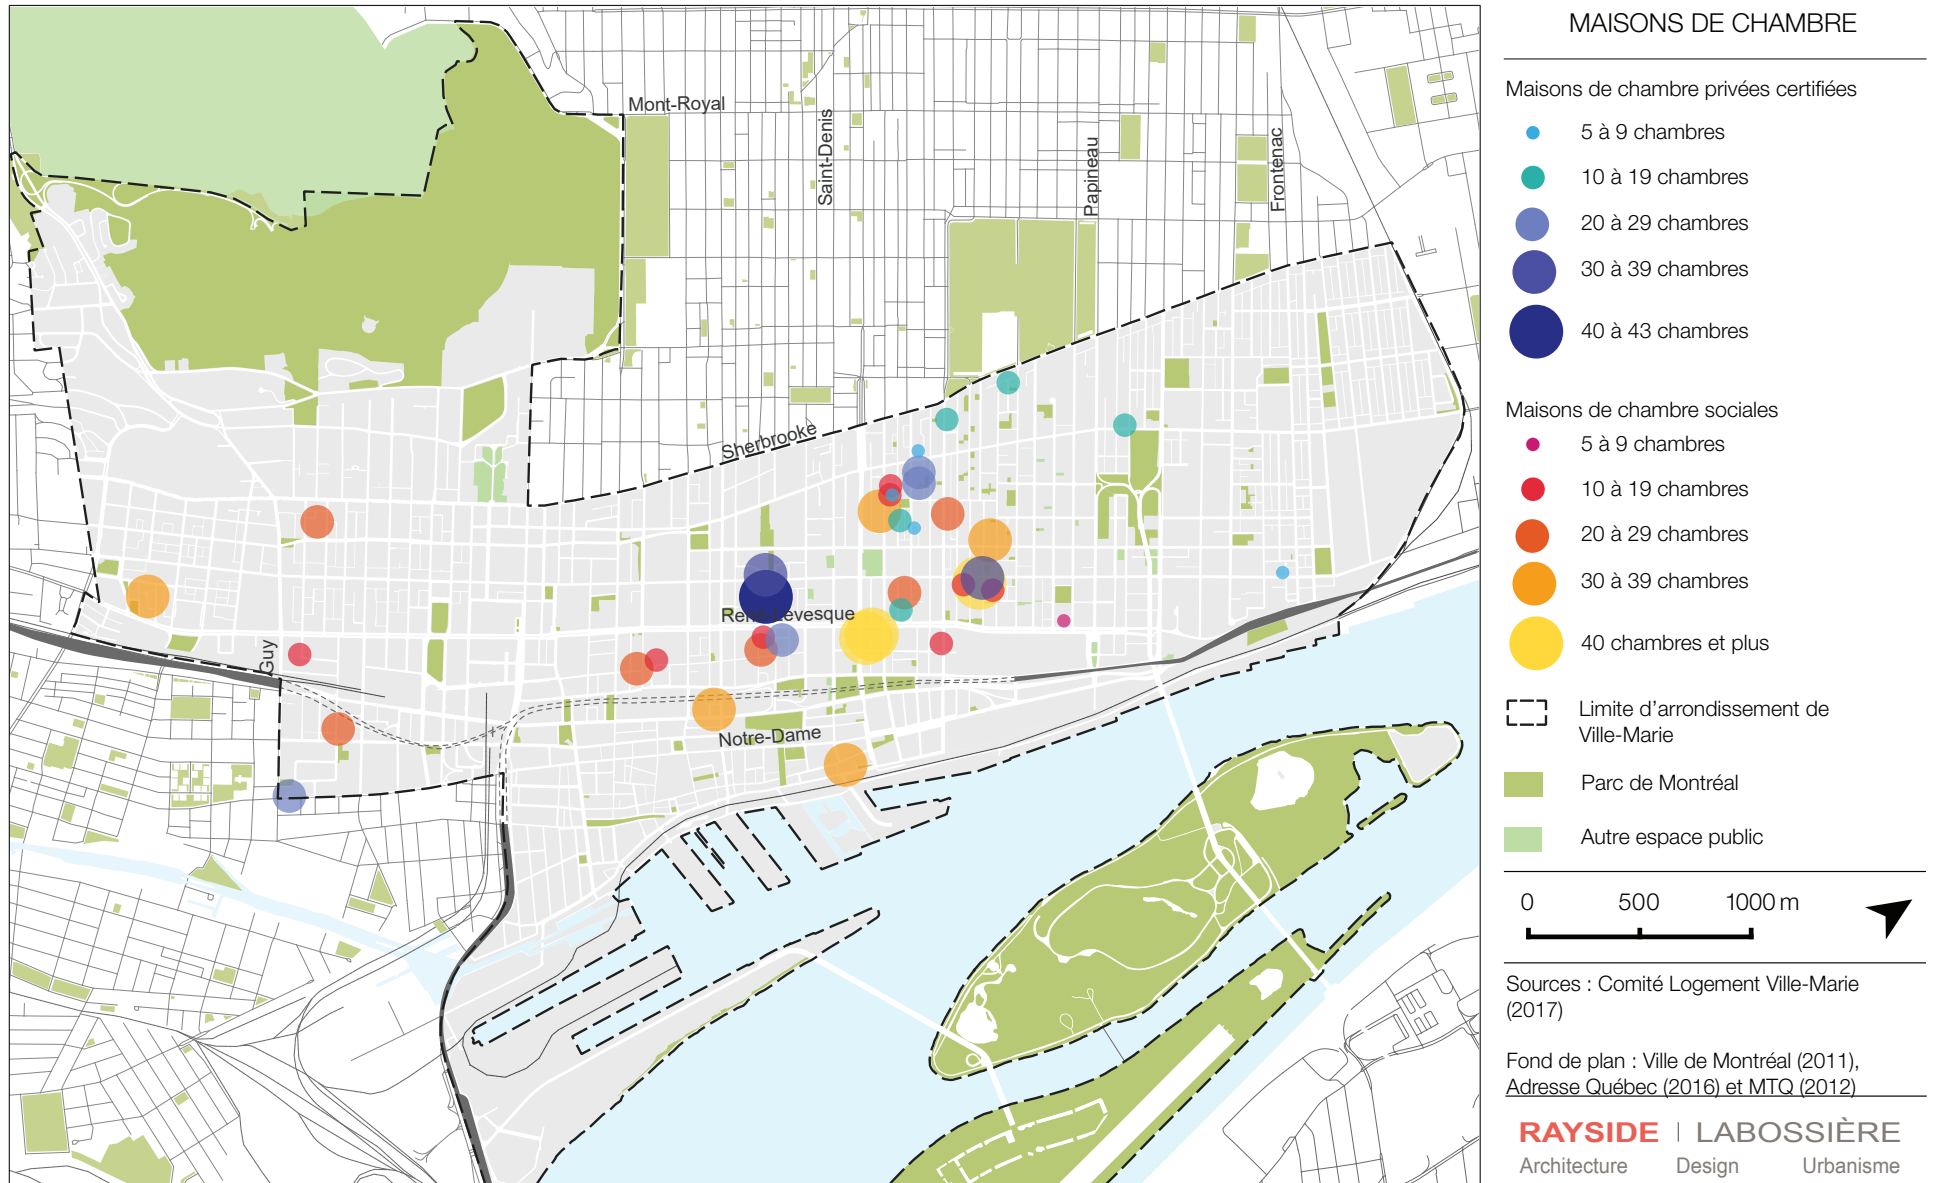 MAISONS DE CHAMBRE
Maisons de chambre privées certifiées
5 à 9 chambres
10 à 19 chambres
20 à 29 chambres
30 à 39 chambres
40 à 43 chambres
Maisons de chambre sociales
5 à 9 chambres
10 à 19 chambres
20 à 29 chambres
30 à 39 chambres
40 chambres et plus
Limite d'arrondissement de
Ville-Marie
Parc de Montréal
Autre espace public
0 500 1000 m
Sources : Comité Logement Ville-Marie
(2017)
Fond de plan : Ville de Montréal (2011),
Adresse Québec (2016) et MTQ (2012)
RAYSIDE | LABOSSIÈRE
Architecture Design Urbanisme
Mont-Royal
Saint-Denis
Papineau
Frontenac
Sherbrooke
René-Lévesque
Guy
Notre-Dame